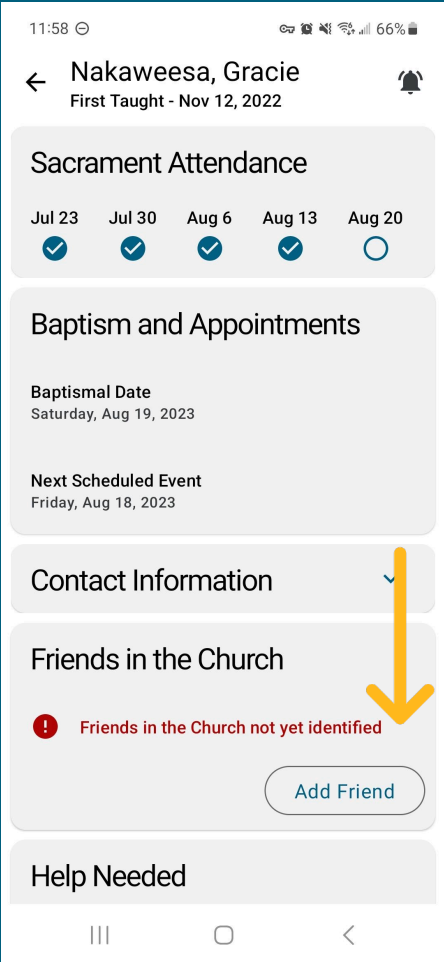 11:58 66%
Nakaweesa, Gracie
First Taught - Nov 12, 2022
Sacrament Attendance
Jul 23 Jul 30 Aug 6 Aug 13 Aug 20
Baptism and Appointments
Baptismal Date
Saturday, Aug 19, 2023
Next Scheduled Event
Friday, Aug 18, 2023
Contact Information
Friends in the Church
Friends in the Church not yet identified
Add Friend
Help Needed